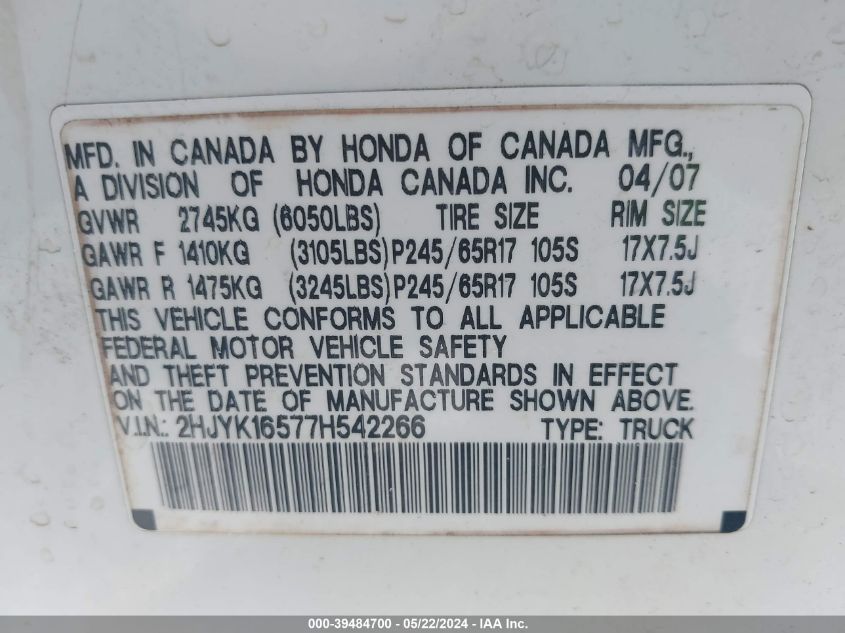 MFD. IN CANADA BY HONDA OF CANADA MFG.,
A DIVISION OF HONDA CANADA INC. 04/07
GVWR 2745KG (6050LBS) TIRE SIZE RIM SIZE
GAWR F 1410KG (3105LBS) P245/65R17 105S 17X7.5J
GAWR R 1475KG (3245LBS) P245/65R17 105S 17X7.5J
THIS VEHICLE CONFORMS TO ALL APPLICABLE
FEDERAL MOTOR VEHICLE SAFETY
AND THEFT PREVENTION STANDARDS IN EFFECT
ON THE DATE OF MANUFACTURE SHOWN ABOVE.
V.I.N.: 2HJYK16577H542266 TYPE: TRUCK
000-39484700 - 05/22/2024 - IAA Inc.